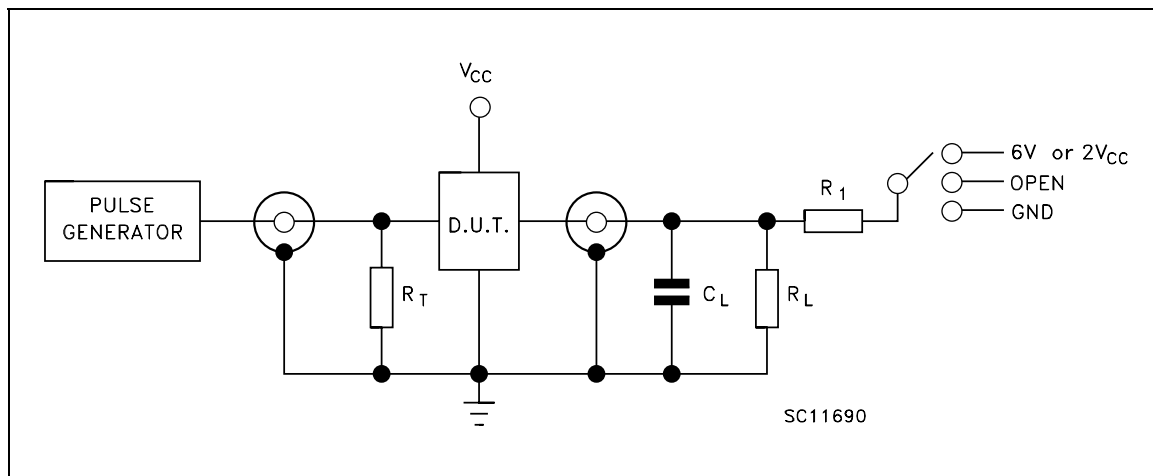 VCC
6V or 2VCC
R1
OPEN
PULSE
GENERATOR
D.U.T.
GND
RT
CL
RL
SC11690